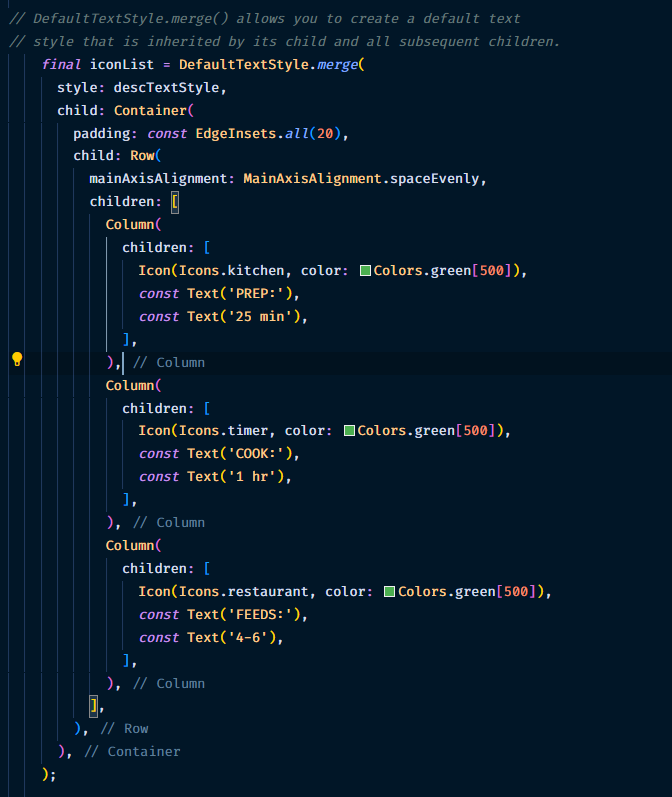 // DefaultTextStyle.merge() allows you to create a default text
// style that is inherited by its child and all subsequent children.
    final iconList = DefaultTextStyle.merge(
      style: descTextStyle,
      child: Container(
        padding: const EdgeInsets.all(20),
        child: Row(
          mainAxisAlignment: MainAxisAlignment.spaceEvenly,
          children: [
            Column(
              children: [
                Icon(Icons.kitchen, color: Colors.green[500]),
                const Text('PREP:'),
                const Text('25 min'),
              ],
            ), // Column
            Column(
              children: [
                Icon(Icons.timer, color: Colors.green[500]),
                const Text('COOK:'),
                const Text('1 hr'),
              ],
            ), // Column
            Column(
              children: [
                Icon(Icons.restaurant, color: Colors.green[500]),
                const Text('FEEDS:'),
                const Text('4-6'),
              ],
            ), // Column
          ],
        ), // Row
      ), // Container
    );